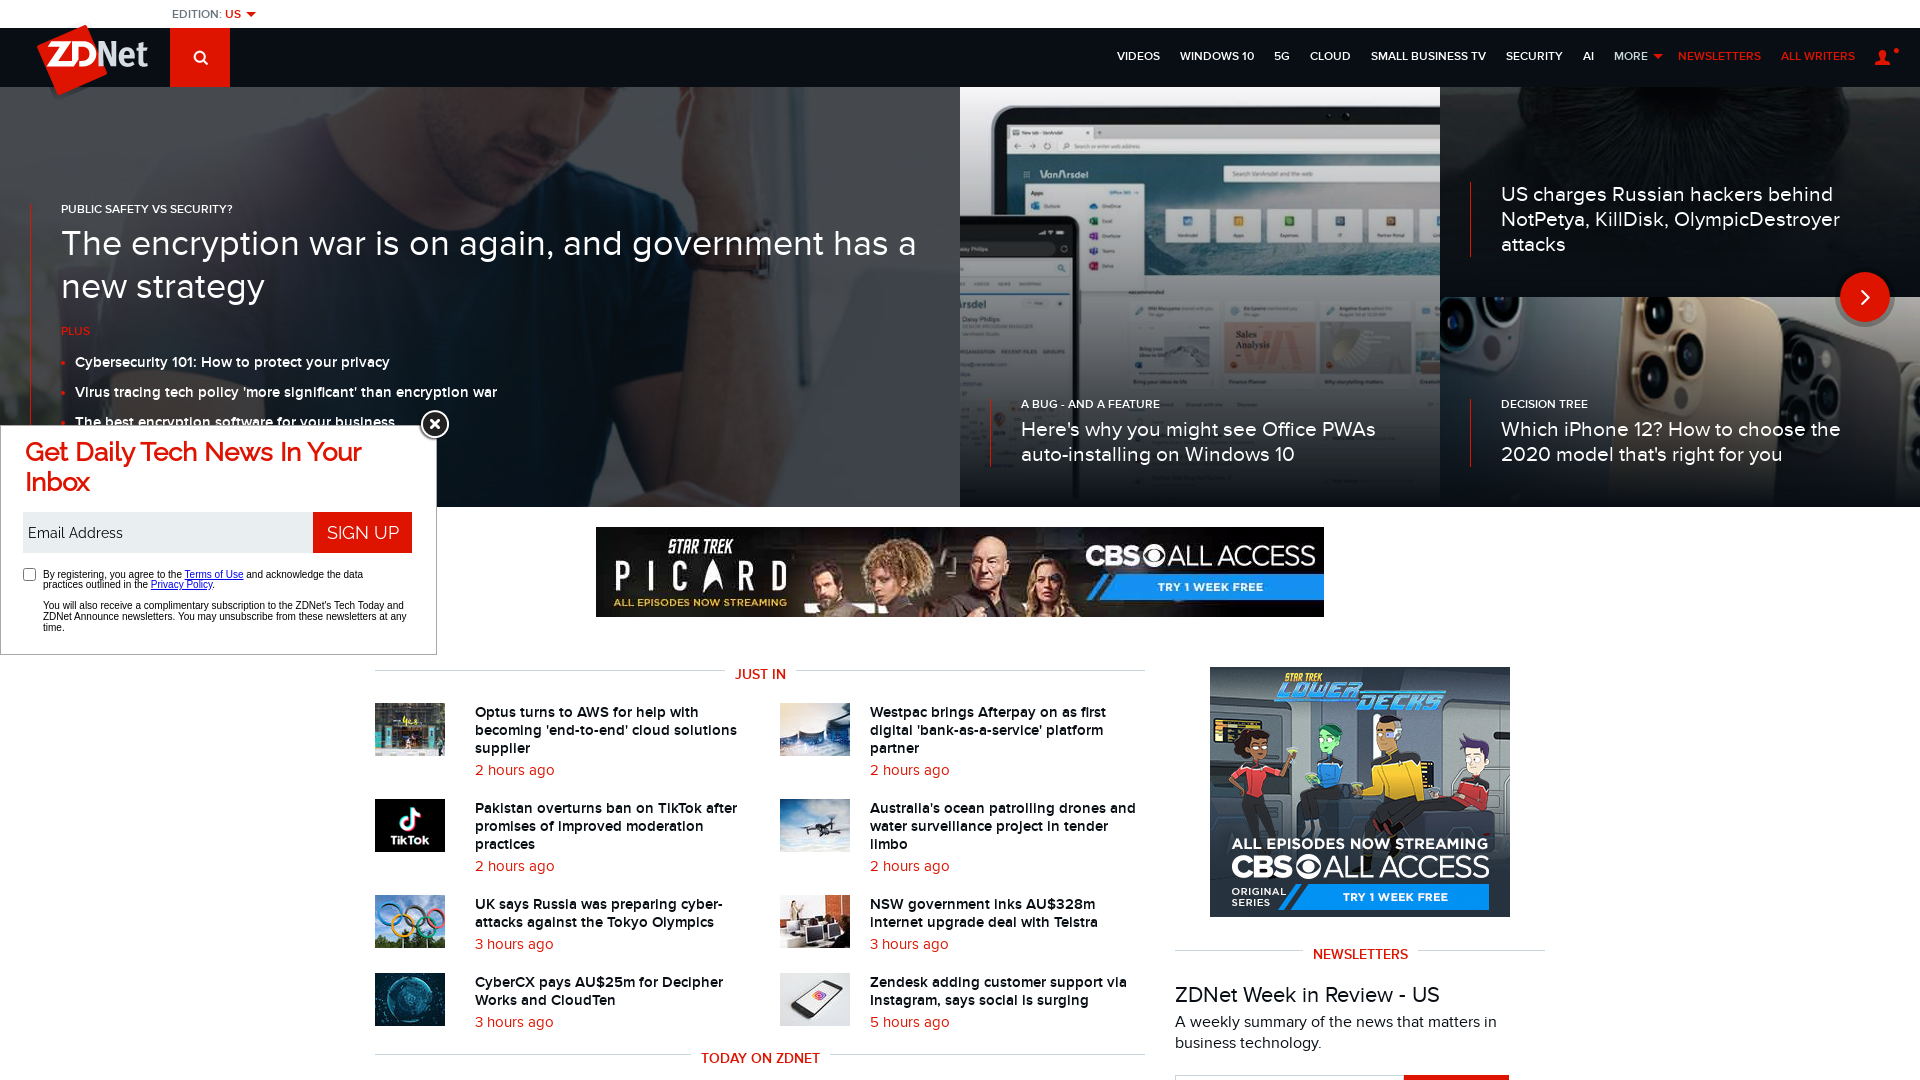 EDITION: US
ZDNet
VIDEOS
WINDOWS 10
5G
CLOUD
SMALL BUSINESS TV
SECURITY
AI
MORE
NEWSLETTERS
ALL WRITERS
PUBLIC SAFETY VS SECURITY?
The encryption war is on again, and government has a
new strategy
PLUS
Cybersecurity 101: How to protect your privacy
Virus tracing tech policy 'more significant' than encryption war
The best encryption software for your business
VanArsdel
Sales
Analysis
A BUG - AND A FEATURE
Here's why you might see Office PWAs
auto-installing on Windows 10
US charges Russian hackers behind
NotPetya, KillDisk, OlympicDestroyer
attacks
DECISION TREE
Which iPhone 12? How to choose the
2020 model that's right for you
Get Daily Tech News In Your
Inbox
Email Address
SIGN UP
By registering, you agree to the Terms of Use and acknowledge the data
practices outlined in the Privacy Policy.
You will also receive a complimentary subscription to the ZDNet's Tech Today and
ZDNet Announce newsletters. You may unsubscribe from these newsletters at any
time.
STAR TREK
PICARD
ALL EPISODES NOW STREAMING
CBS ALL ACCESS
TRY 1 WEEK FREE
JUST IN
Optus turns to AWS for help with
becoming 'end-to-end' cloud solutions
supplier
2 hours ago
Westpac brings Afterpay on as first
digital 'bank-as-a-service' platform
partner
2 hours ago
TikTok
Pakistan overturns ban on TikTok after
promises of improved moderation
practices
2 hours ago
Australia's ocean patrolling drones and
water surveillance project in tender
limbo
2 hours ago
UK says Russia was preparing cyber-
attacks against the Tokyo Olympics
3 hours ago
NSW government inks AU$328m
internet upgrade deal with Telstra
3 hours ago
CyberCX pays AU$25m for Decipher
Works and CloudTen
3 hours ago
Zendesk adding customer support via
Instagram, says social is surging
5 hours ago
TODAY ON ZDNET
STAR TREK
LOWER DECKS
ALL EPISODES NOW STREAMING
CBS ALL ACCESS
ORIGINAL
SERIES
TRY 1 WEEK FREE
NEWSLETTERS
ZDNet Week in Review - US
A weekly summary of the news that matters in
business technology.